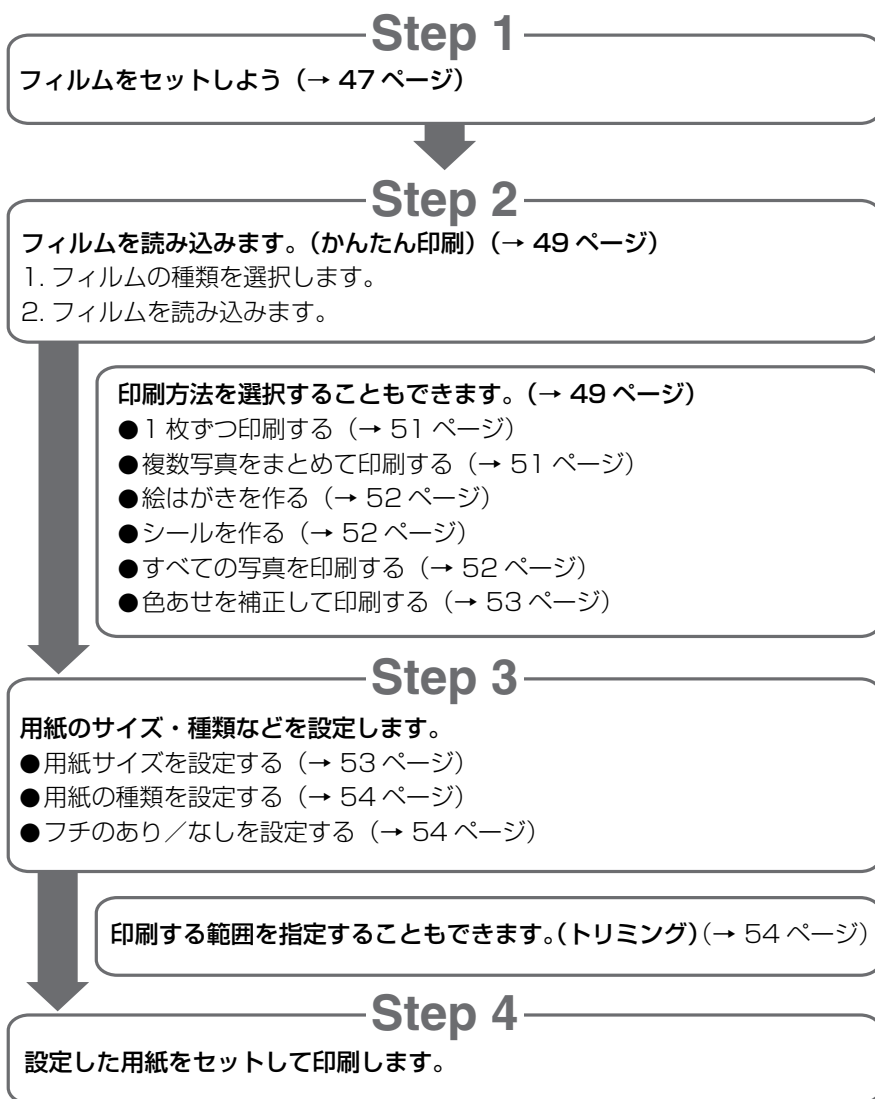 Step 1
フィルムをセットしよう（→ 47 ページ）
Step 2
フィルムを読み込みます。（かんたん印刷）（→ 49 ページ）
1. フィルムの種類を選択します。
2. フィルムを読み込みます。
印刷方法を選択することもできます。（→ 49 ページ）
●1 枚ずつ印刷する（→ 51 ページ）
●複数写真をまとめて印刷する（→ 51 ページ）
●絵はがきを作る（→ 52 ページ）
●シールを作る（→ 52 ページ）
●すべての写真を印刷する（→ 52 ページ）
●色あせを補正して印刷する（→ 53 ページ）
Step 3
用紙のサイズ・種類などを設定します。
●用紙サイズを設定する（→ 53 ページ）
●用紙の種類を設定する（→ 54 ページ）
●フチのあり／なしを設定する（→ 54 ページ）
印刷する範囲を指定することもできます。（トリミング）（→ 54 ページ）
Step 4
設定した用紙をセットして印刷します。